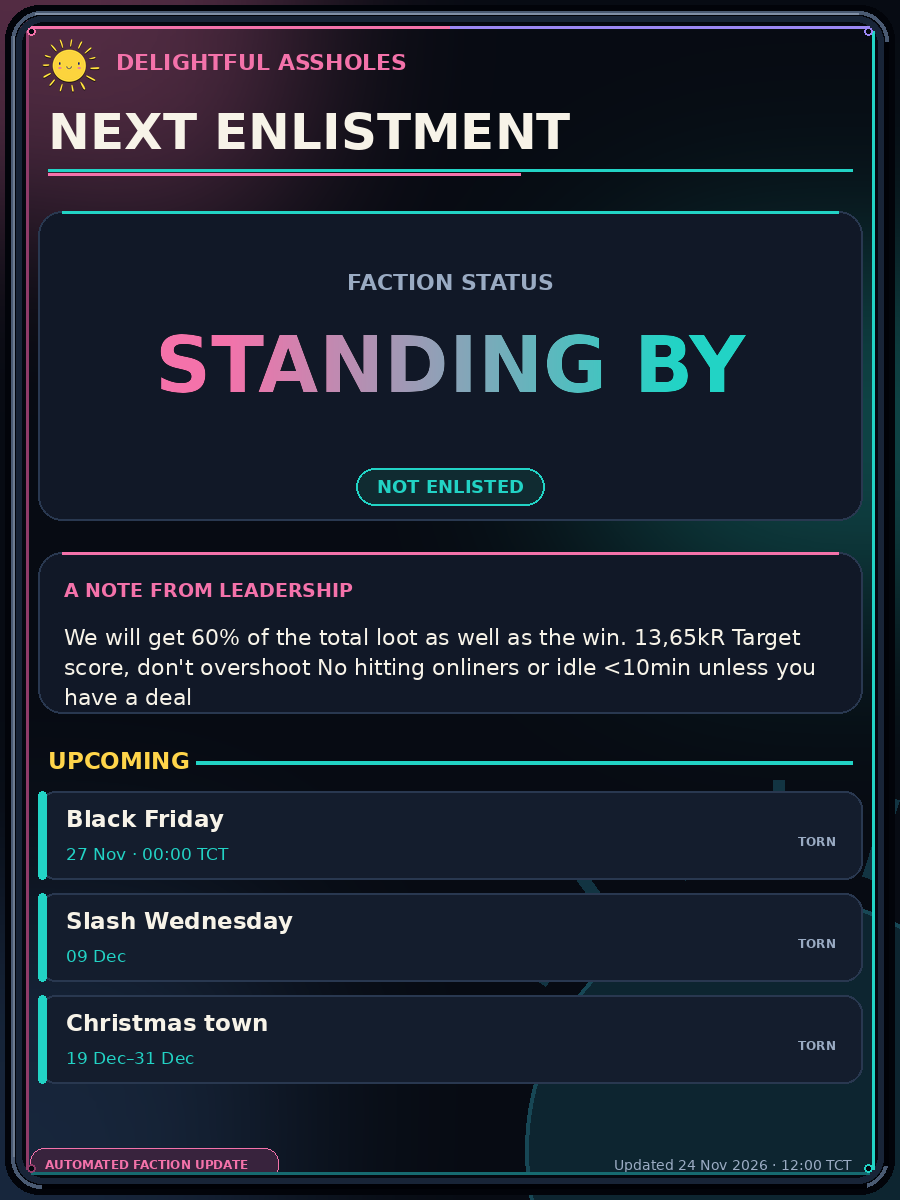 DELIGHTFUL ASSHOLES
NEXT ENLISTMENT
FACTION STATUS
STANDING BY
NOT ENLISTED
A NOTE FROM LEADERSHIP
We will get 60% of the total loot as well as the win. 13,65kR Target
score, don't overshoot No hitting onliners or idle <10min unless you
have a deal
UPCOMING
Black Friday
27 Nov · 00:00 TCT
TORN
Slash Wednesday
09 Dec
TORN
Christmas town
19 Dec–31 Dec
TORN
AUTOMATED FACTION UPDATE
Updated 24 Nov 2026 · 12:00 TCT